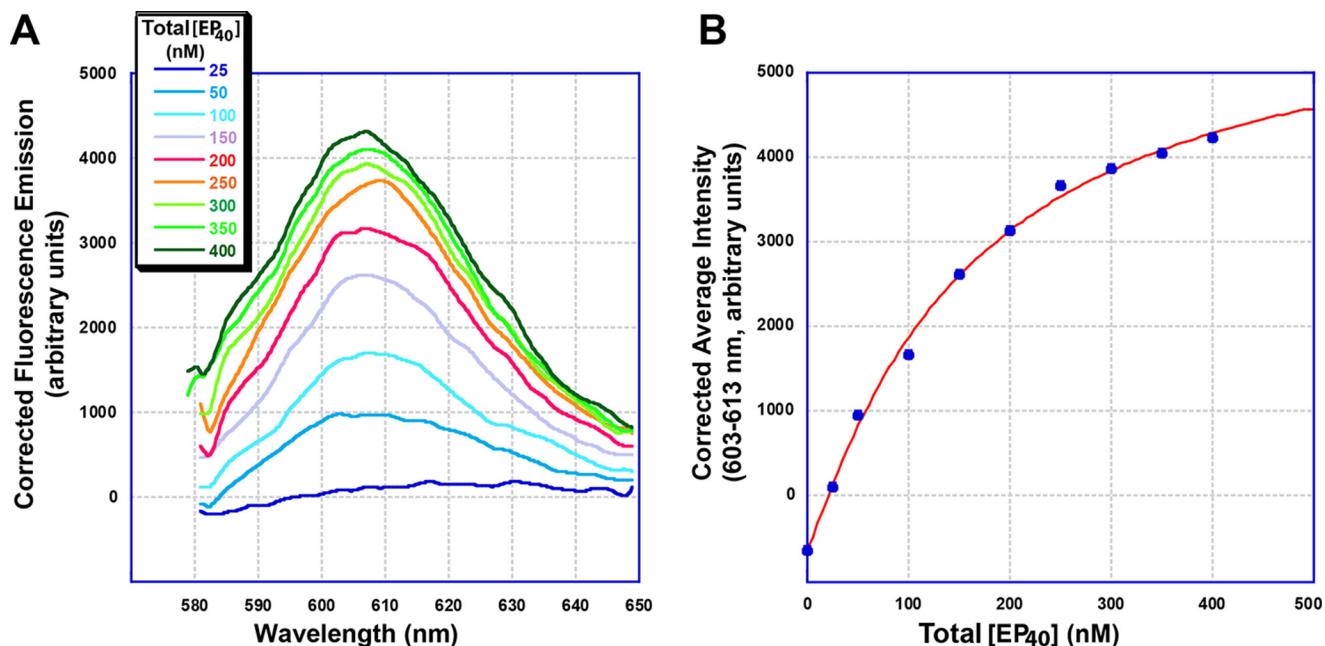 A
Total [EP40]
(nM)
25
50
100
150
200
250
300
350
400
5000
4000
3000
2000
1000
0
Corrected Fluorescence Emission
(arbitrary units)
580 590 600 610 620 630 640 650
Wavelength (nm)
B
5000
4000
3000
2000
1000
0
Corrected Average Intensity
(603-613 nm, arbitrary units)
0 100 200 300 400 500
Total [EP40] (nM)